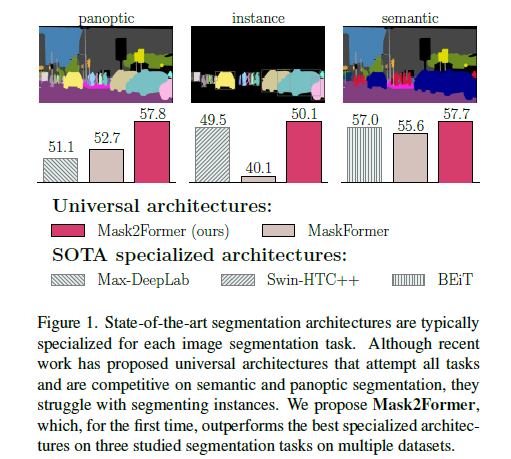 panoptic instance semantic
51.1 52.7 57.8 49.5 40.1 50.1 57.0 55.6 57.7
Universal architectures:
Mask2Former (ours) MaskFormer
SOTA specialized architectures:
Max-DeepLab Swin-HTC++ BEiT
Figure 1. State-of-the-art segmentation architectures are typically
specialized for each image segmentation task. Although recent
work has proposed universal architectures that attempt all tasks
and are competitive on semantic and panoptic segmentation, they
struggle with segmenting instances. We propose Mask2Former,
which, for the first time, outperforms the best specialized architec-
tures on three studied segmentation tasks on multiple datasets.